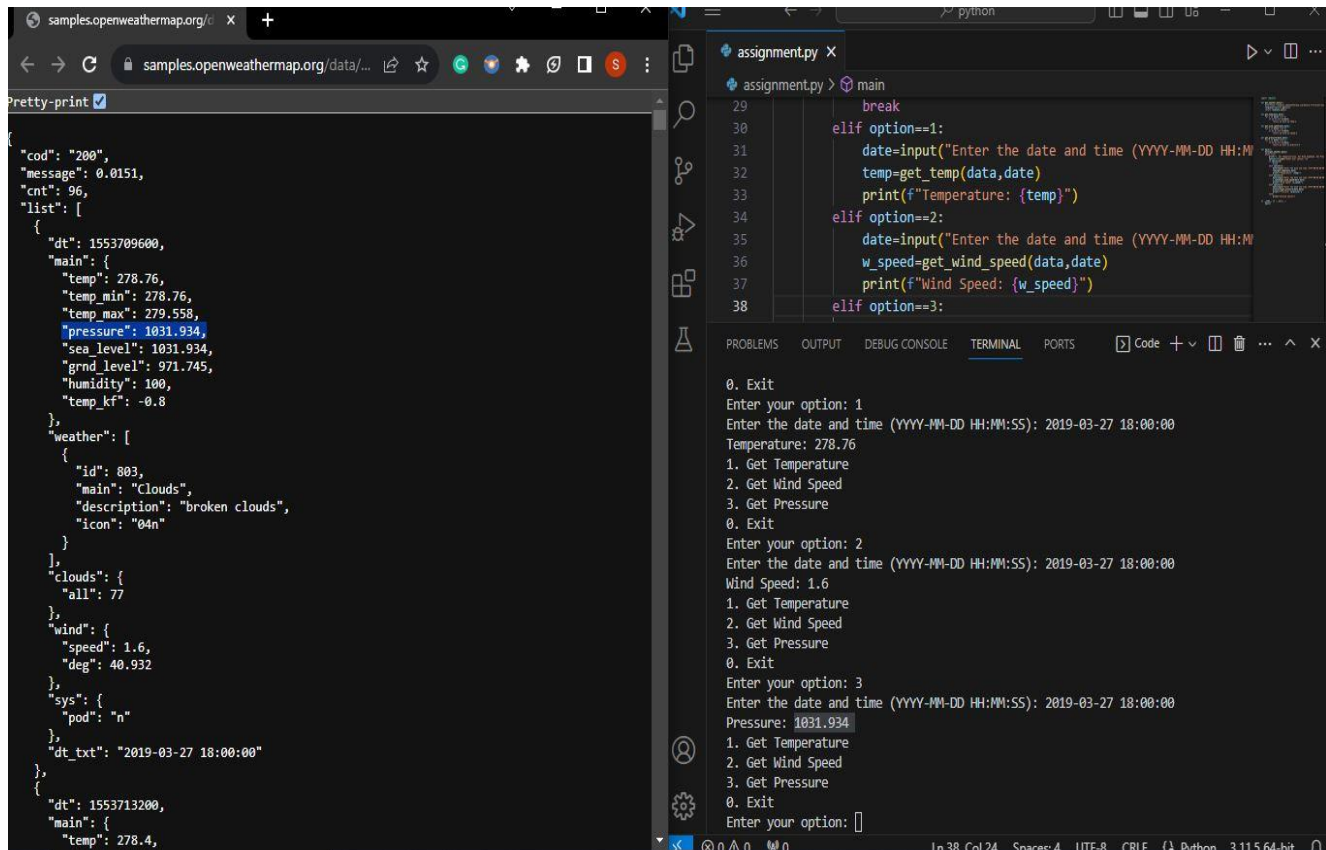 samples.openweathermap.org/d
samples.openweathermap.org/data/...
S
Pretty-print
{
"cod": "200",
"message": 0.0151,
"cnt": 96,
"list": [
{
"dt": 1553709600,
"main": {
"temp": 278.76,
"temp_min": 278.76,
"temp_max": 279.558,
"pressure": 1031.934,
"sea_level": 1031.934,
"grnd_level": 971.745,
"humidity": 100,
"temp_kf": -0.8
},
"weather": [
{
"id": 803,
"main": "Clouds",
"description": "broken clouds",
"icon": "04n"
}
],
"clouds": {
"all": 77
},
"wind": {
"speed": 1.6,
"deg": 40.932
},
"sys": {
"pod": "n"
},
"dt_txt": "2019-03-27 18:00:00"
},
{
"dt": 1553713200,
"main": {
"temp": 278.4,
python
assignment.py
assignment.py > main
29 break
30 elif option==1:
31 date=input("Enter the date and time (YYYY-MM-DD HH:M
32 temp=get_temp(data,date)
33 print(f"Temperature: {temp}")
34 elif option==2:
35 date=input("Enter the date and time (YYYY-MM-DD HH:M
36 w_speed=get_wind_speed(data,date)
37 print(f"Wind Speed: {w_speed}")
38 elif option==3:
PROBLEMS OUTPUT DEBUG CONSOLE TERMINAL PORTS Code
0. Exit
Enter your option: 1
Enter the date and time (YYYY-MM-DD HH:MM:SS): 2019-03-27 18:00:00
Temperature: 278.76
1. Get Temperature
2. Get Wind Speed
3. Get Pressure
0. Exit
Enter your option: 2
Enter the date and time (YYYY-MM-DD HH:MM:SS): 2019-03-27 18:00:00
Wind Speed: 1.6
1. Get Temperature
2. Get Wind Speed
3. Get Pressure
0. Exit
Enter your option: 3
Enter the date and time (YYYY-MM-DD HH:MM:SS): 2019-03-27 18:00:00
Pressure: 1031.934
1. Get Temperature
2. Get Wind Speed
3. Get Pressure
0. Exit
Enter your option:
0 0 0 Ln 38, Col 24 Spaces: 4 UTF-8 CRLF Python 3.11.5 64-bit